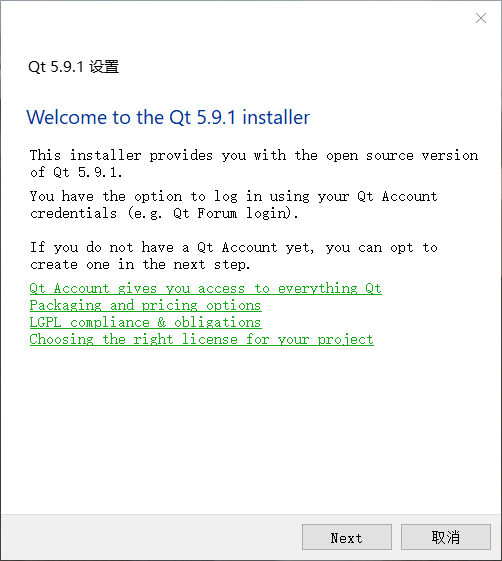 Qt 5.9.1 设置
Welcome to the Qt 5.9.1 installer
This installer provides you with the open source version
of Qt 5.9.1.
You have the option to log in using your Qt Account
credentials (e.g. Qt Forum login).
If you do not have a Qt Account yet, you can opt to
create one in the next step.
Qt Account gives you access to everything Qt
Packaging and pricing options
LGPL compliance & obligations
Choosing the right license for your project
Next
取消